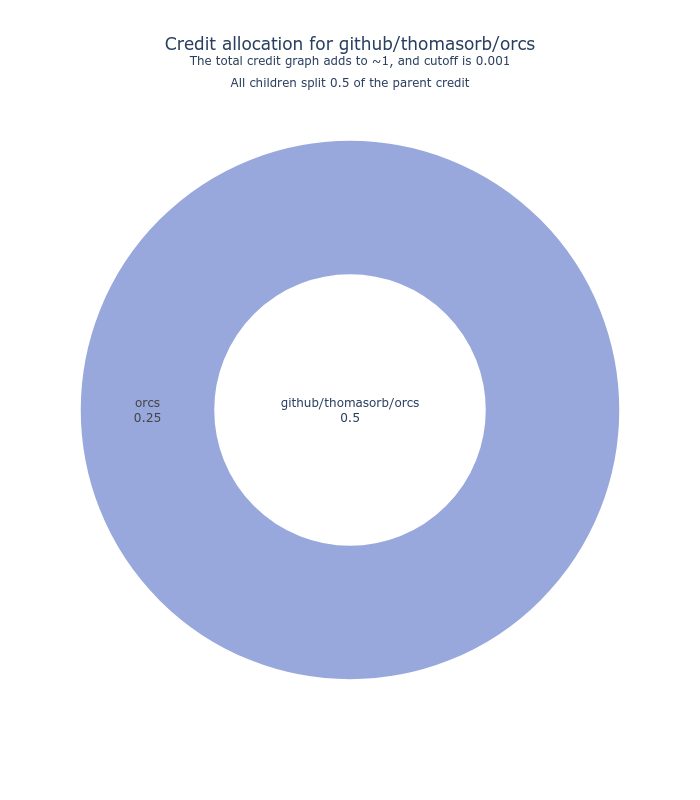 Credit allocation for github/thomasorb/orcs
The total credit graph adds to ~1, and cutoff is 0.001
All children split 0.5 of the parent credit
orcs
0.25
github/thomasorb/orcs
0.5